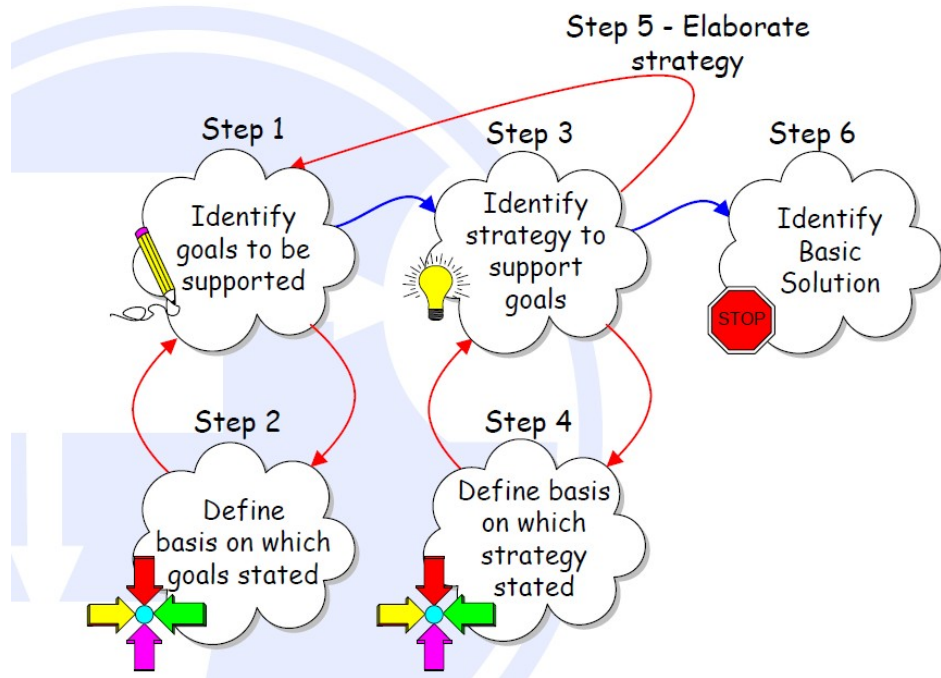 Step 5 - Elaborate
strategy
Step 1
Identify
goals to be
supported
Step 3
Identify
strategy to
support
goals
Step 6
Identify
Basic
Solution
STOP
Step 2
Define
basis on which
goals stated
Step 4
Define basis
on which
strategy
stated